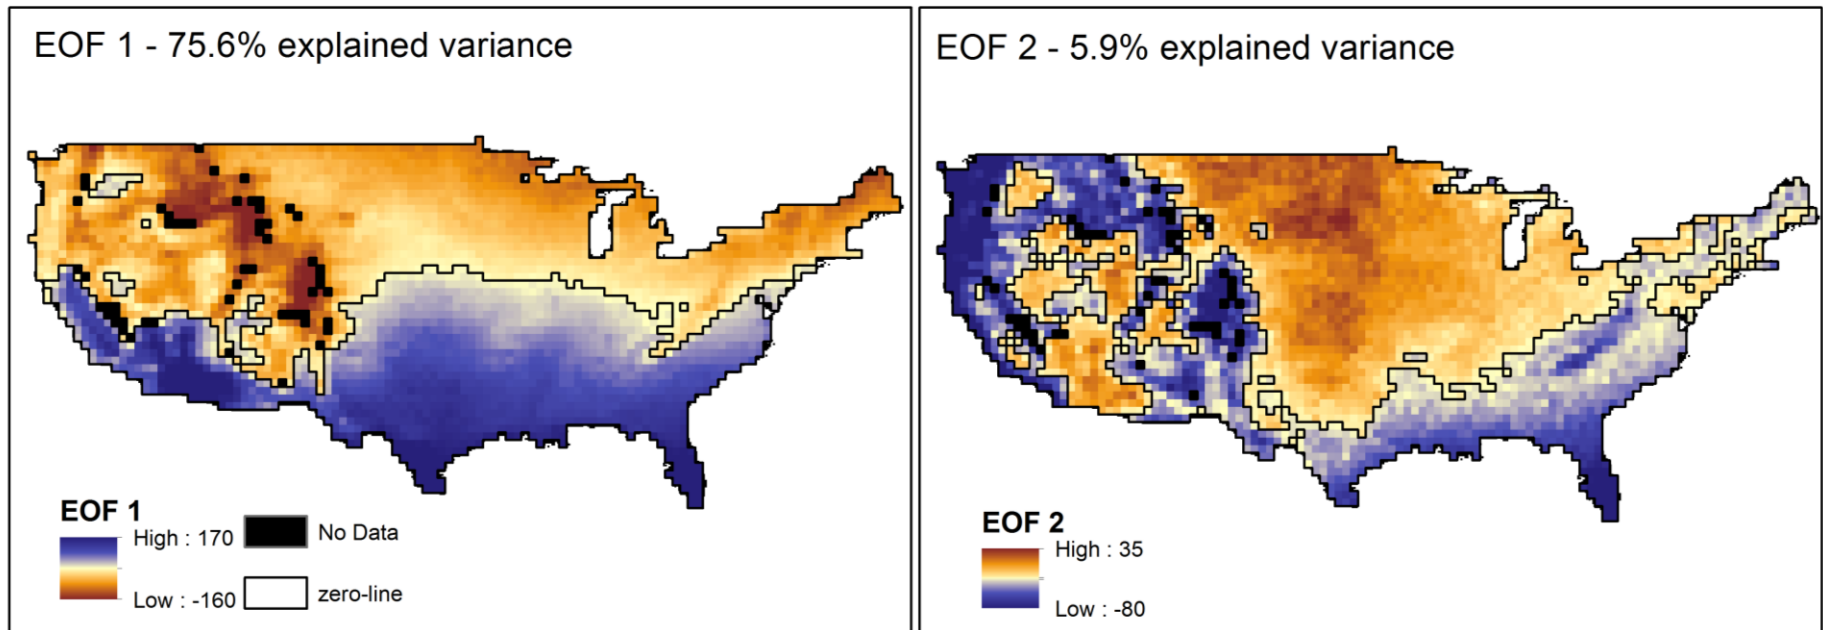 EOF 1 - 75.6% explained variance
EOF 1
High : 170
Low : -160
No Data
zero-line
EOF 2 - 5.9% explained variance
EOF 2
High : 35
Low : -80